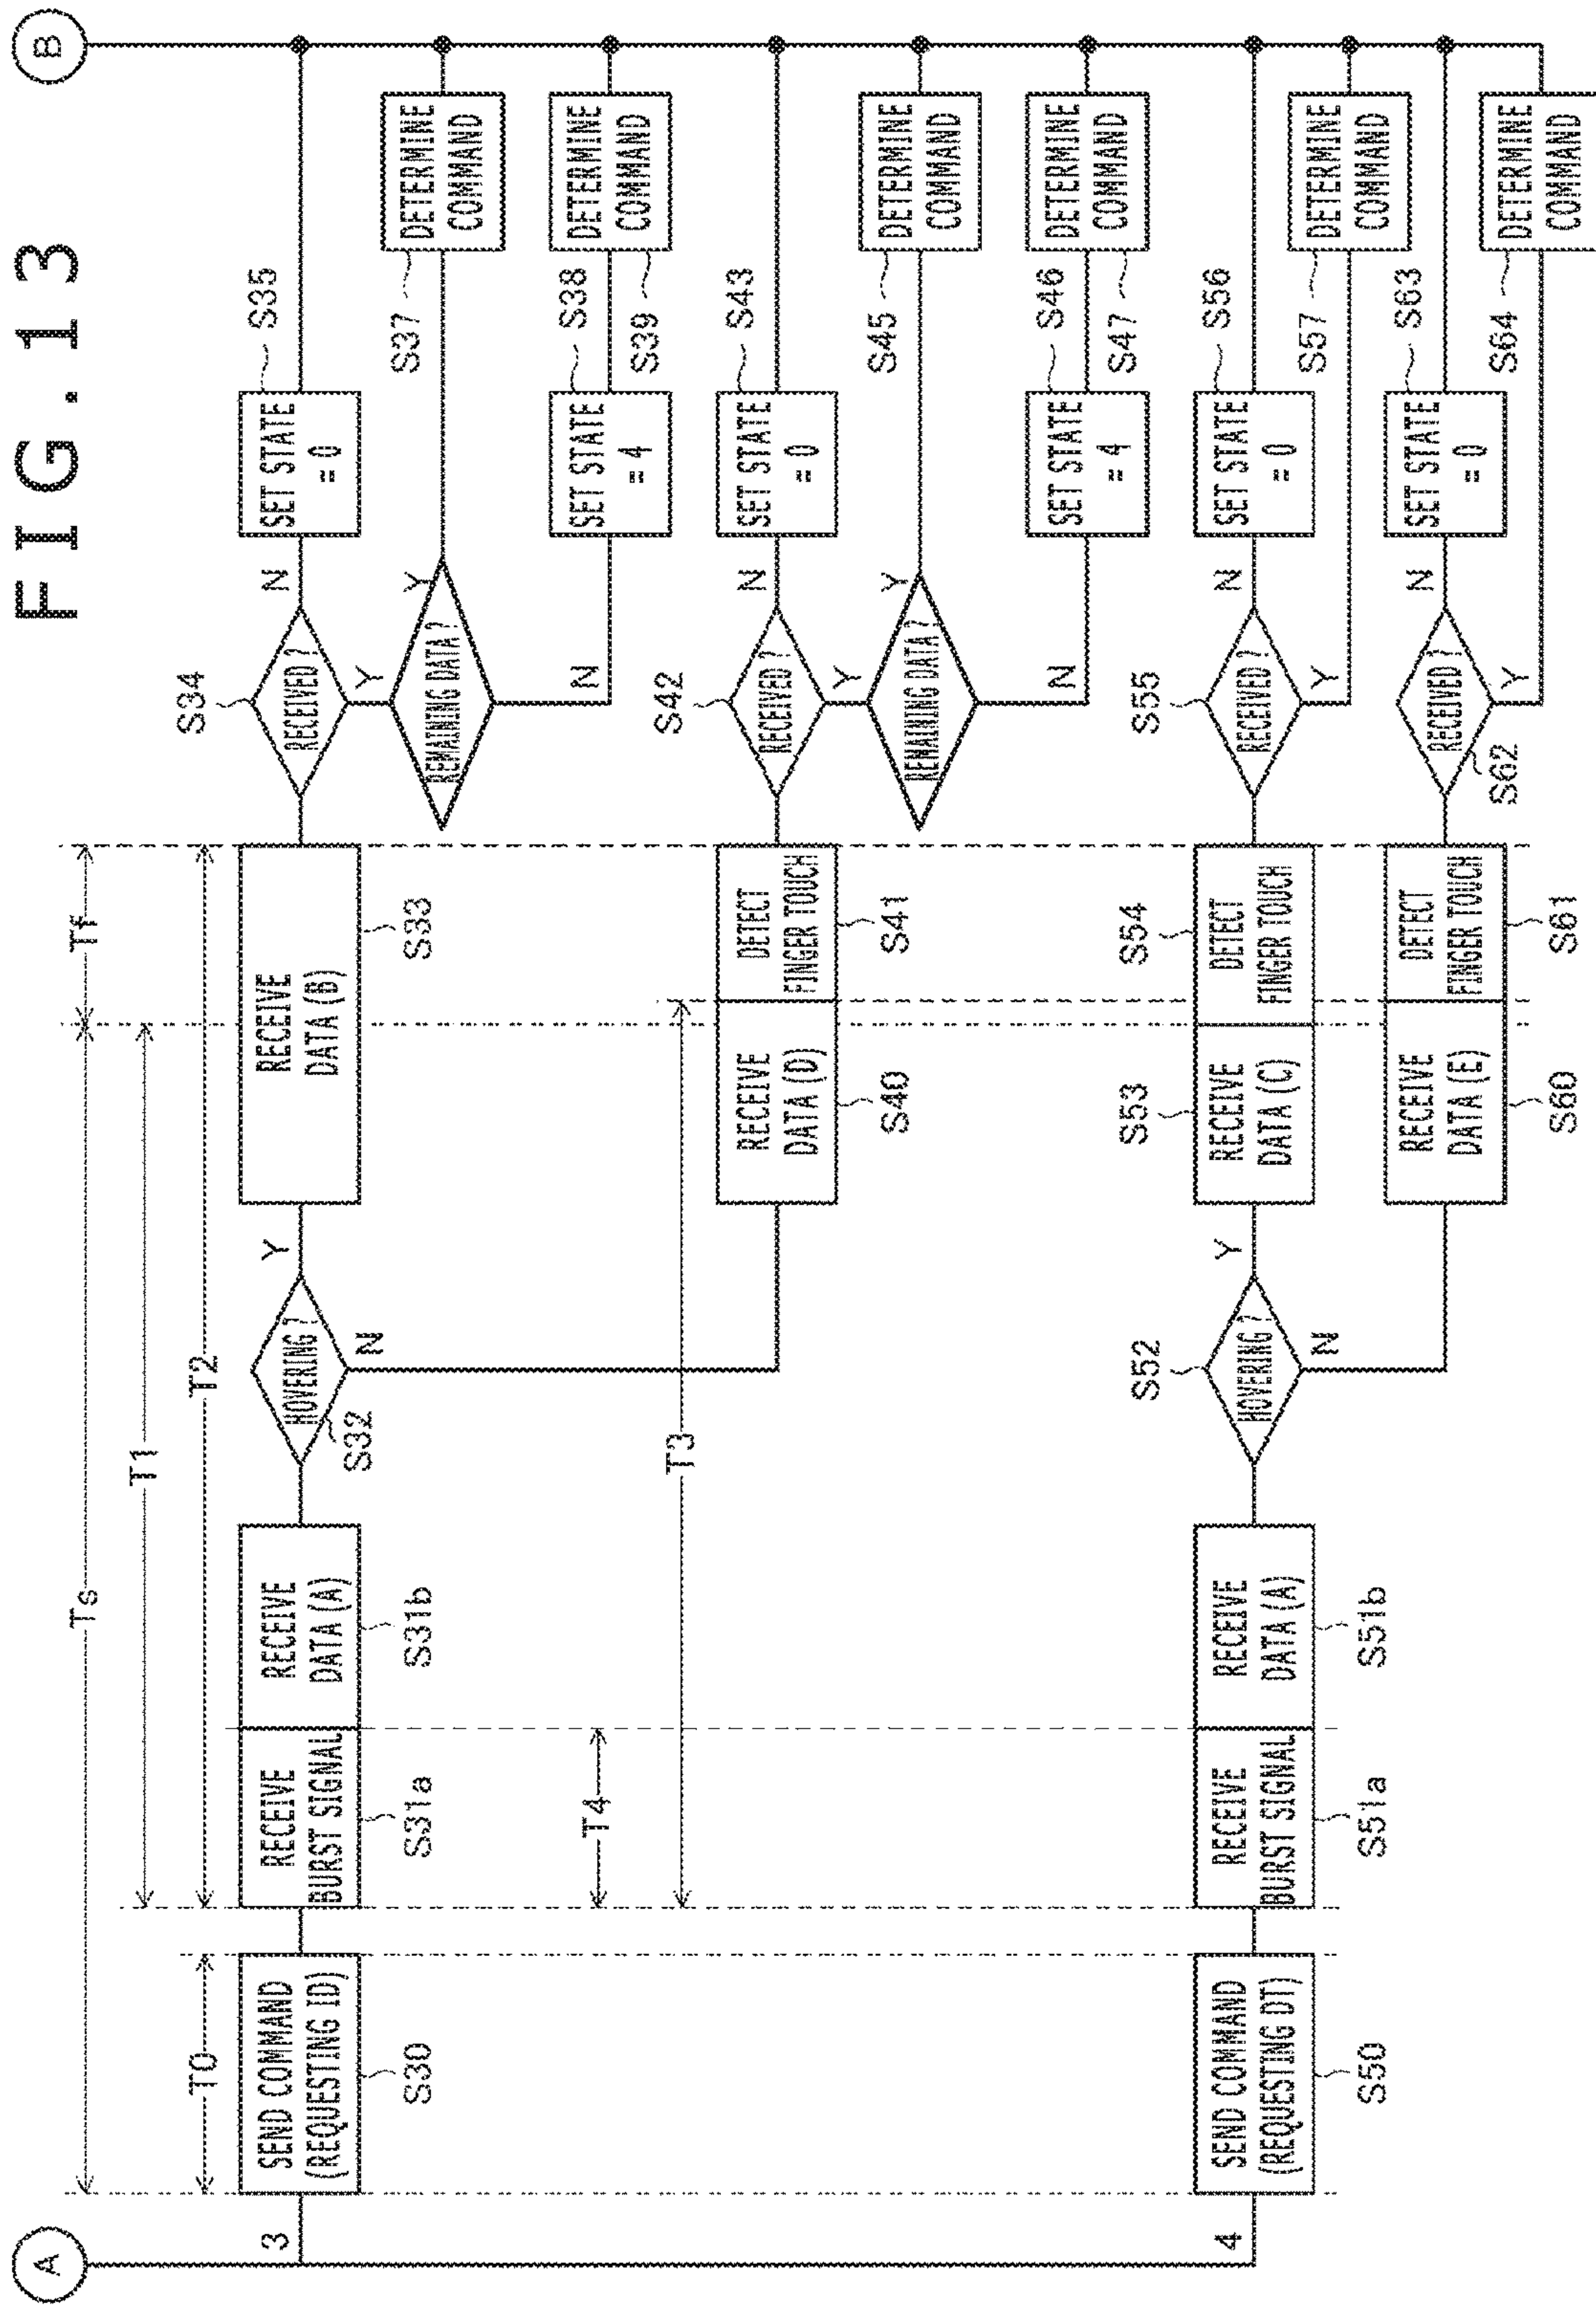 FIG.13
A
B
Ts
Tf
T1
T0
T2
3
SEND COMMAND
(REQUESTING ID)
S30
RECEIVE
BURST SIGNAL
S31a
RECEIVE
DATA (A)
S31b
HOVERING ?
S32
Y
N
RECEIVE
DATA (B)
S33
S34
RECEIVED ?
N
Y
SET STATE
= 0
S35
REMAINING DATA ?
Y
N
S37
DETERMINE
COMMAND
SET STATE
= 4
S38
DETERMINE
COMMAND
S39
T4
T3
RECEIVE
DATA (D)
S40
DETECT
FINGER TOUCH
S41
S42
RECEIVED ?
N
Y
SET STATE
= 0
S43
REMAINING DATA ?
Y
N
S45
DETERMINE
COMMAND
SET STATE
= 4
S46
DETERMINE
COMMAND
S47
4
SEND COMMAND
(REQUESTING DT)
S50
RECEIVE
BURST SIGNAL
S51a
RECEIVE
DATA (A)
S51b
S52
HOVERING ?
Y
N
S53
RECEIVE
DATA (C)
S54
DETECT
FINGER TOUCH
S55
RECEIVED ?
N
Y
SET STATE
= 0
S56
S57
DETERMINE
COMMAND
RECEIVE
DATA (E)
S60
DETECT
FINGER TOUCH
S61
RECEIVED ?
S62
N
Y
SET STATE
= 0
S63
S64
DETERMINE
COMMAND